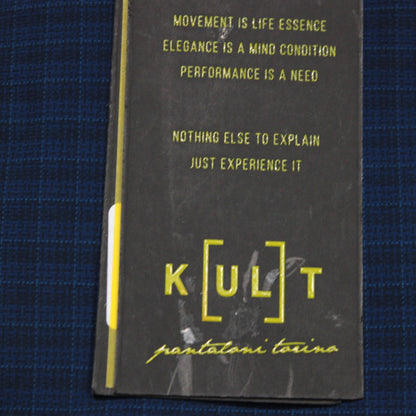 MOVEMENT IS LIFE ESSENCE
ELEGANCE IS A MIND CONDITION
PERFORMANCE IS A NEED
NOTHING ELSE TO EXPLAIN
JUST EXPERIENCE IT
K[UL]T
pantaloni torino